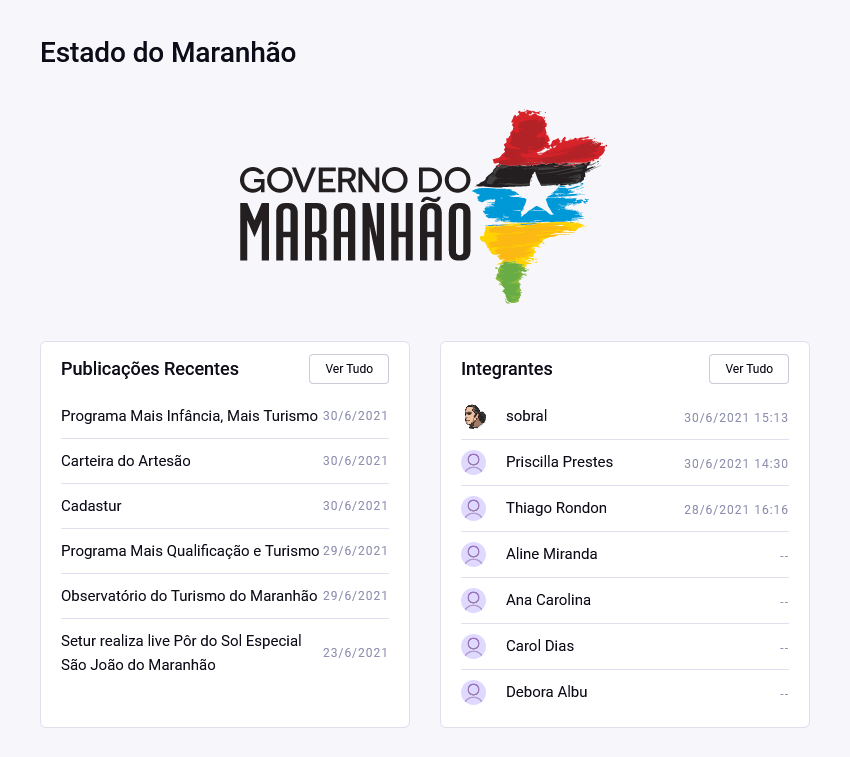 Estado do Maranhão
GOVERNO DO
MARANHÃO
Publicações Recentes
Ver Tudo
Programa Mais Infância, Mais Turismo 30/6/2021
Carteira do Artesão 30/6/2021
Cadastur 30/6/2021
Programa Mais Qualificação e Turismo 29/6/2021
Observatório do Turismo do Maranhão 29/6/2021
Setur realiza live Pôr do Sol Especial
São João do Maranhão
23/6/2021
Integrantes
Ver Tudo
sobral 30/6/2021 15:13
Priscilla Prestes 30/6/2021 14:30
Thiago Rondon 28/6/2021 16:16
Aline Miranda --
Ana Carolina --
Carol Dias --
Debora Albu --